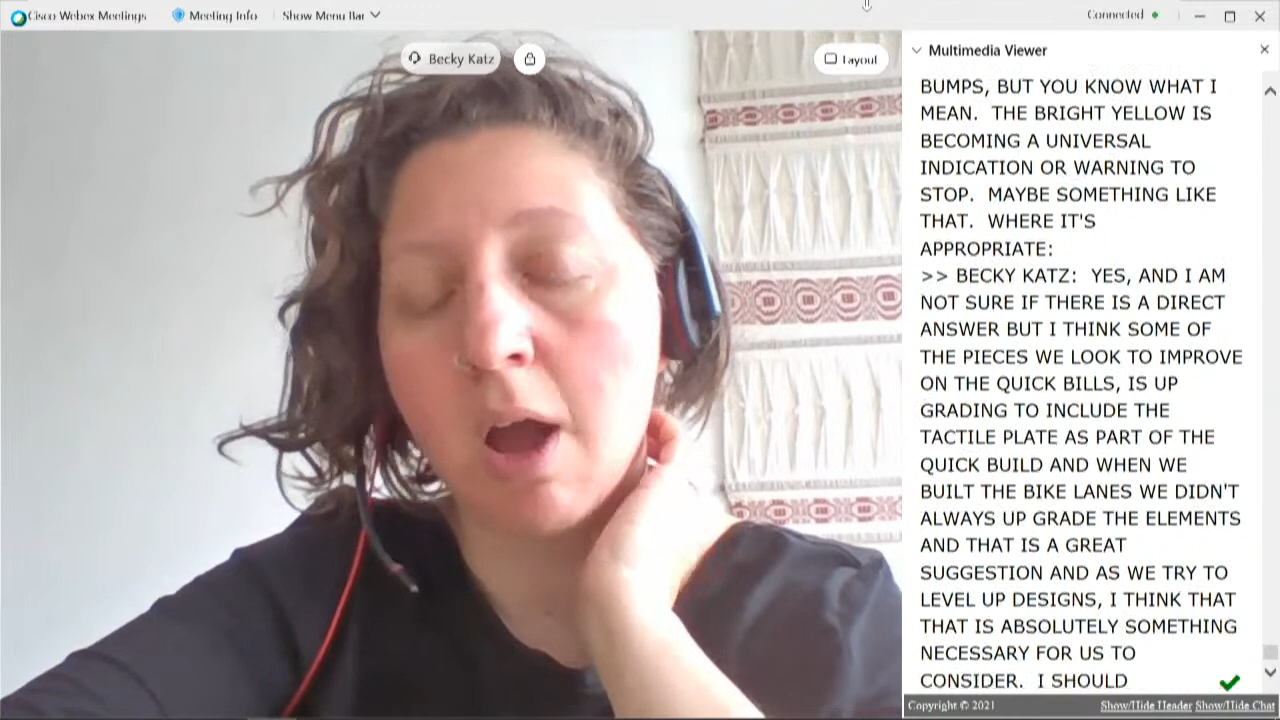 Cisco Webex Meetings Meeting Info Show Menu Bar Connected
Becky Katz Layout
Multimedia Viewer
BUMPS, BUT YOU KNOW WHAT I
MEAN. THE BRIGHT YELLOW IS
BECOMING A UNIVERSAL
INDICATION OR WARNING TO
STOP. MAYBE SOMETHING LIKE
THAT. WHERE IT'S
APPROPRIATE:
>> BECKY KATZ: YES, AND I AM
NOT SURE IF THERE IS A DIRECT
ANSWER BUT I THINK SOME OF
THE PIECES WE LOOK TO IMPROVE
ON THE QUICK BILLS, IS UP
GRADING TO INCLUDE THE
TACTILE PLATE AS PART OF THE
QUICK BUILD AND WHEN WE
BUILT THE BIKE LANES WE DIDN'T
ALWAYS UP GRADE THE ELEMENTS
AND THAT IS A GREAT
SUGGESTION AND AS WE TRY TO
LEVEL UP DESIGNS, I THINK THAT
THAT IS ABSOLUTELY SOMETHING
NECESSARY FOR US TO
CONSIDER. I SHOULD
Copyright © 2021 Show/Hide Header Show/Hide Chat